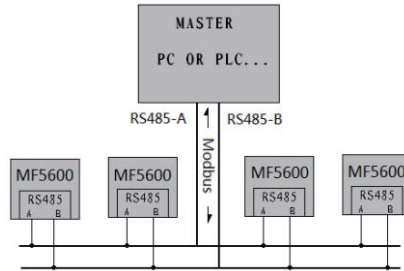 MASTER
PC OR PLC...
RS485-A
RS485-B
Modbus
MF5600
RS485
A B
MF5600
RS485
A B
MF5600
RS485
A B
MF5600
RS485
A B